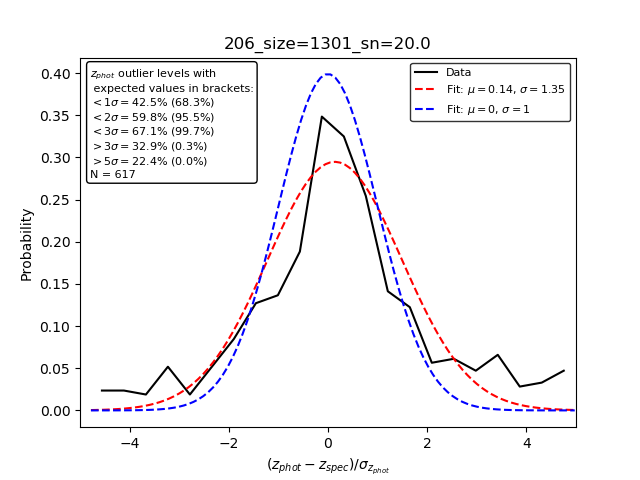 206_size=1301_sn=20.0
z_phot outlier levels with
expected values in brackets:
<1σ=42.5% (68.3%)
<2σ=59.8% (95.5%)
<3σ=67.1% (99.7%)
>3σ=32.9% (0.3%)
>5σ=22.4% (0.0%)
N = 617
Data
Fit: μ=0.14, σ=1.35
Fit: μ=0, σ=1
Probability
0.40
0.35
0.30
0.25
0.20
0.15
0.10
0.05
0.00
−4
−2
0
2
4
(z_phot − z_spec)/σ_z_phot